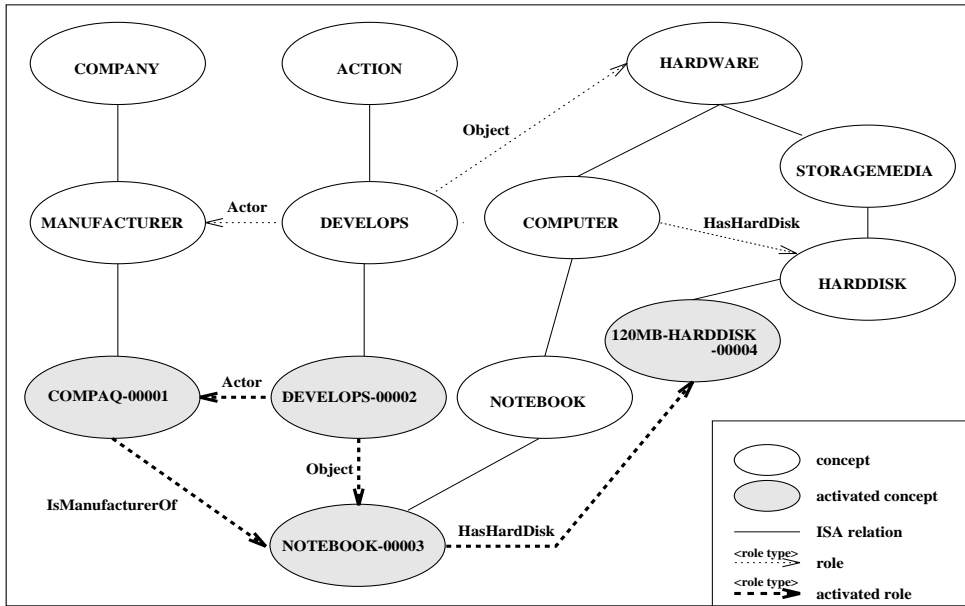 COMPANY
ACTION
HARDWARE
Object
STORAGEMEDIA
MANUFACTURER
Actor
DEVELOPS
COMPUTER
HasHardDisk
HARDDISK
120MB-HARDDISK
-00004
COMPAQ-00001
Actor
DEVELOPS-00002
NOTEBOOK
Object
IsManufacturerOf
NOTEBOOK-00003
HasHardDisk
concept
activated concept
ISA relation
<role type>
role
<role type>
activated role